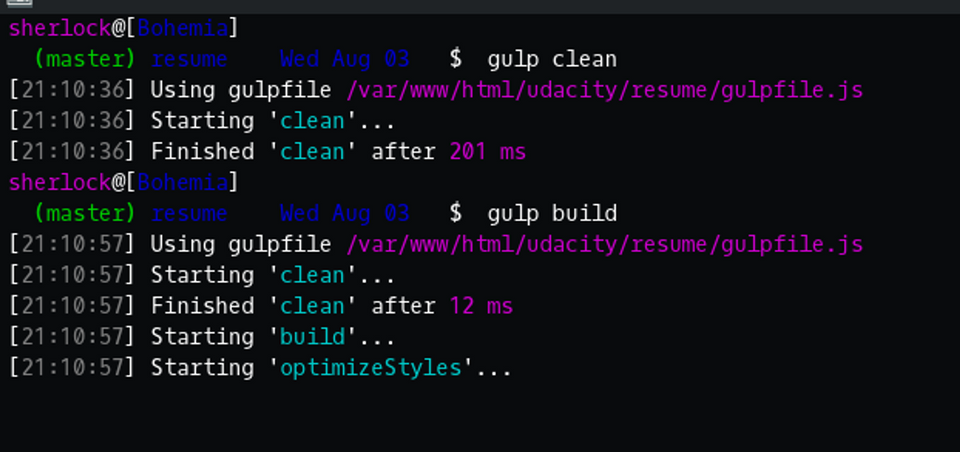 sherlock@[Bohemia]
(master) resume Wed Aug 03 $ gulp clean
[21:10:36] Using gulpfile /var/www/html/udacity/resume/gulpfile.js
[21:10:36] Starting 'clean'...
[21:10:36] Finished 'clean' after 201 ms
sherlock@[Bohemia]
(master) resume Wed Aug 03 $ gulp build
[21:10:57] Using gulpfile /var/www/html/udacity/resume/gulpfile.js
[21:10:57] Starting 'clean'...
[21:10:57] Finished 'clean' after 12 ms
[21:10:57] Starting 'build'...
[21:10:57] Starting 'optimizeStyles'...